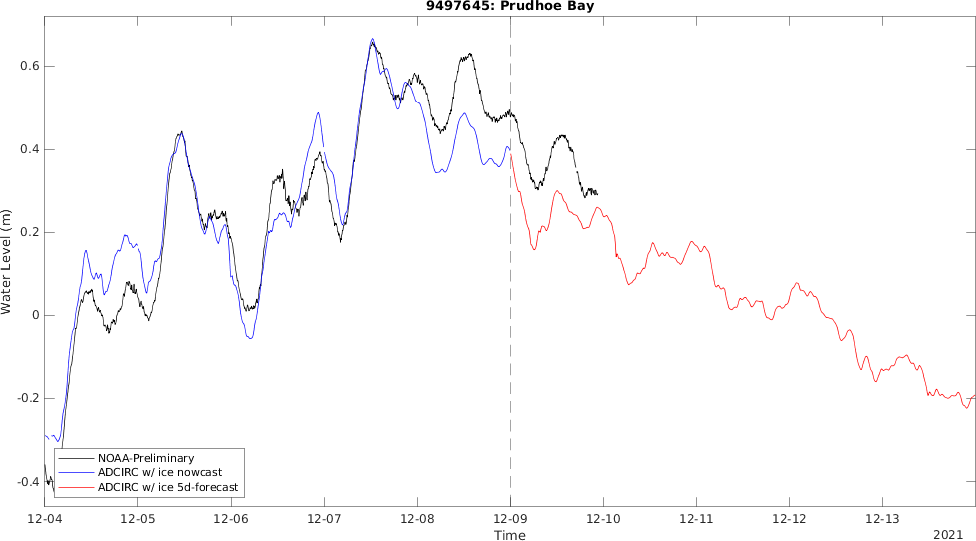 9497645: Prudhoe Bay
Water Level (m)
0.6
0.4
0.2
0
-0.2
-0.4
NOAA-Preliminary
ADCIRC w/ ice nowcast
ADCIRC w/ ice 5d-forecast
12-04 12-05 12-06 12-07 12-08 12-09 12-10 12-11 12-12 12-13
Time
2021